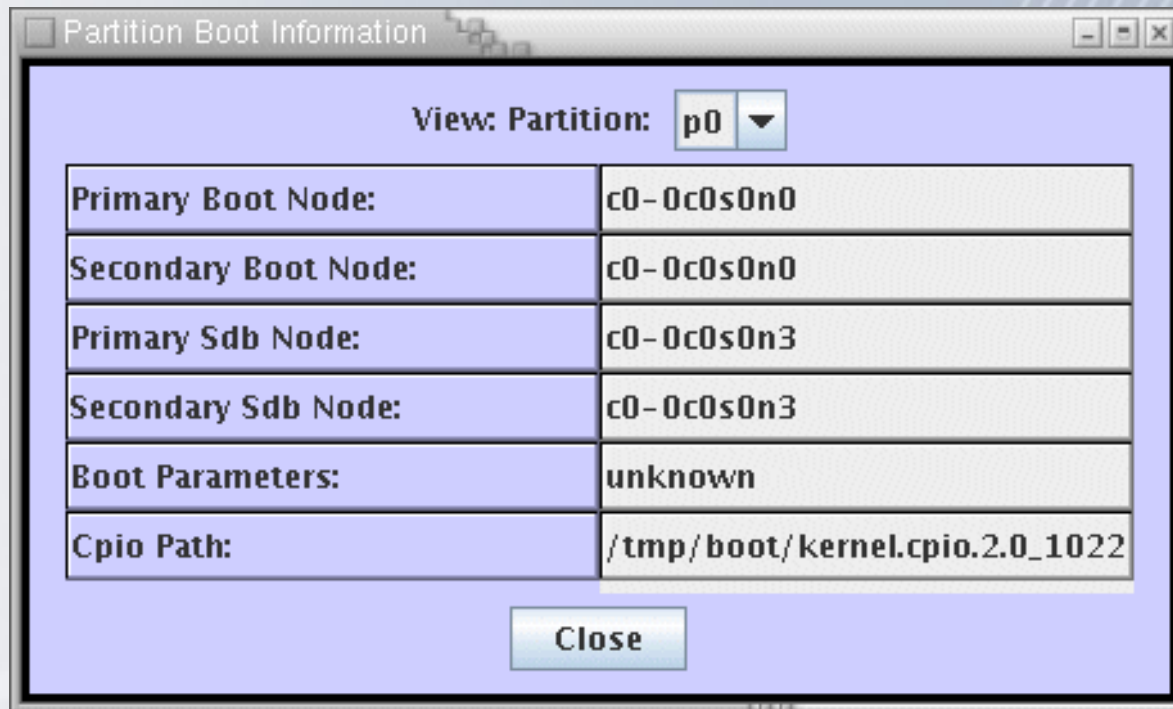 Partition Boot Information
View: Partition: p0
Primary Boot Node: c0-0c0s0n0
Secondary Boot Node: c0-0c0s0n0
Primary Sdb Node: c0-0c0s0n3
Secondary Sdb Node: c0-0c0s0n3
Boot Parameters: unknown
Cpio Path: /tmp/boot/kernel.cpio.2.0_1022
Close